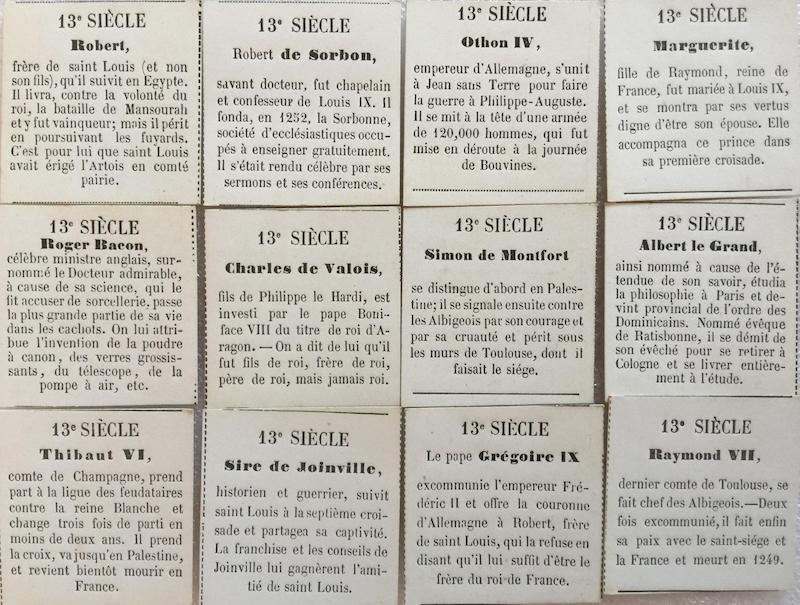 13e SIÈCLE
Robert,
frère de saint Louis (et non
son fils), qu'il suivit en Egypte.
Il livra, contre la volonté du
roi, la bataille de Mansourah
et y fut vainqueur; mais il périt
en poursuivant les fuyards.
C'est pour lui que saint Louis
avait érigé l'Artois en comté
pairie.
13e SIÈCLE
Robert de Sorbon,
savant docteur, fut chapelain
et confesseur de Louis IX. Il
fonda, en 1252, la Sorbonne,
société d'ecclésiastiques occu-
pés à enseigner gratuitement.
Il s'était rendu célèbre par ses
sermons et ses conférences.
13e SIÈCLE
Othon IV,
empereur d'Allemagne, s'unit
à Jean sans Terre pour faire
la guerre à Philippe-Auguste.
Il se mit à la tête d'une armée
de 120,000 hommes, qui fut
mise en déroute à la journée
de Bouvines.
13e SIÈCLE
Marguerite,
fille de Raymond, reine de
France, fut mariée à Louis IX,
et se montra par ses vertus
digne d'être son épouse. Elle
accompagna ce prince dans
sa première croisade.
13e SIÈCLE
Roger Bacon,
célèbre ministre anglais, sur-
nommé le Docteur admirable,
à cause de sa science, qui le
fit accuser de sorcellerie, passe
la plus grande partie de sa vie
dans les cachots. On lui attri-
bue l'invention de la poudre
à canon, des verres grossis-
sants, du télescope, de la
pompe à air, etc.
13e SIÈCLE
Charles de Valois,
fils de Philippe le Hardi, est
investi par le pape Boni-
face VIII du titre de roi d'A-
ragon. — On a dit de lui qu'il
fut fils de roi, frère de roi,
père de roi, mais jamais roi.
13e SIÈCLE
Simon de Montfort
se distingue d'abord en Pales-
tine; il se signale ensuite contre
les Albigeois par son courage et
par sa cruauté et périt sous
les murs de Toulouse, dont il
faisait le siége.
13e SIÈCLE
Albert le Grand,
ainsi nommé à cause de l'é-
tendue de son savoir, étudia
la philosophie à Paris et de-
vint provincial de l'ordre des
Dominicains. Nommé évêque
de Ratisbonne, il se démit de
son évêché pour se retirer à
Cologne et se livrer entière-
ment à l'étude.
13e SIÈCLE
Thibaut VI,
comte de Champagne, prend
part à la ligue des feudataires
contre la reine Blanche et
change trois fois de parti en
moins de deux ans. Il prend
la croix, va jusqu'en Palestine,
et revient bientôt mourir en
France.
13e SIÈCLE
Sire de Joinville,
historien et guerrier, suivit
saint Louis à la septième croi-
sade et partagea sa captivité.
La franchise et les conseils de
Joinville lui gagnèrent l'ami-
tié de saint Louis.
13e SIÈCLE
Le pape Grégoire IX
excommunie l'empereur Fré-
déric II et offre la couronne
d'Allemagne à Robert, frère
de saint Louis, qui la refuse en
disant qu'il lui suffit d'être le
frère du roi de France.
13e SIÈCLE
Raymond VII,
dernier comte de Toulouse, se
fait chef des Albigeois.—Deux
fois excommunié, il fait enfin
sa paix avec le saint-siége et
la France et meurt en 1249.